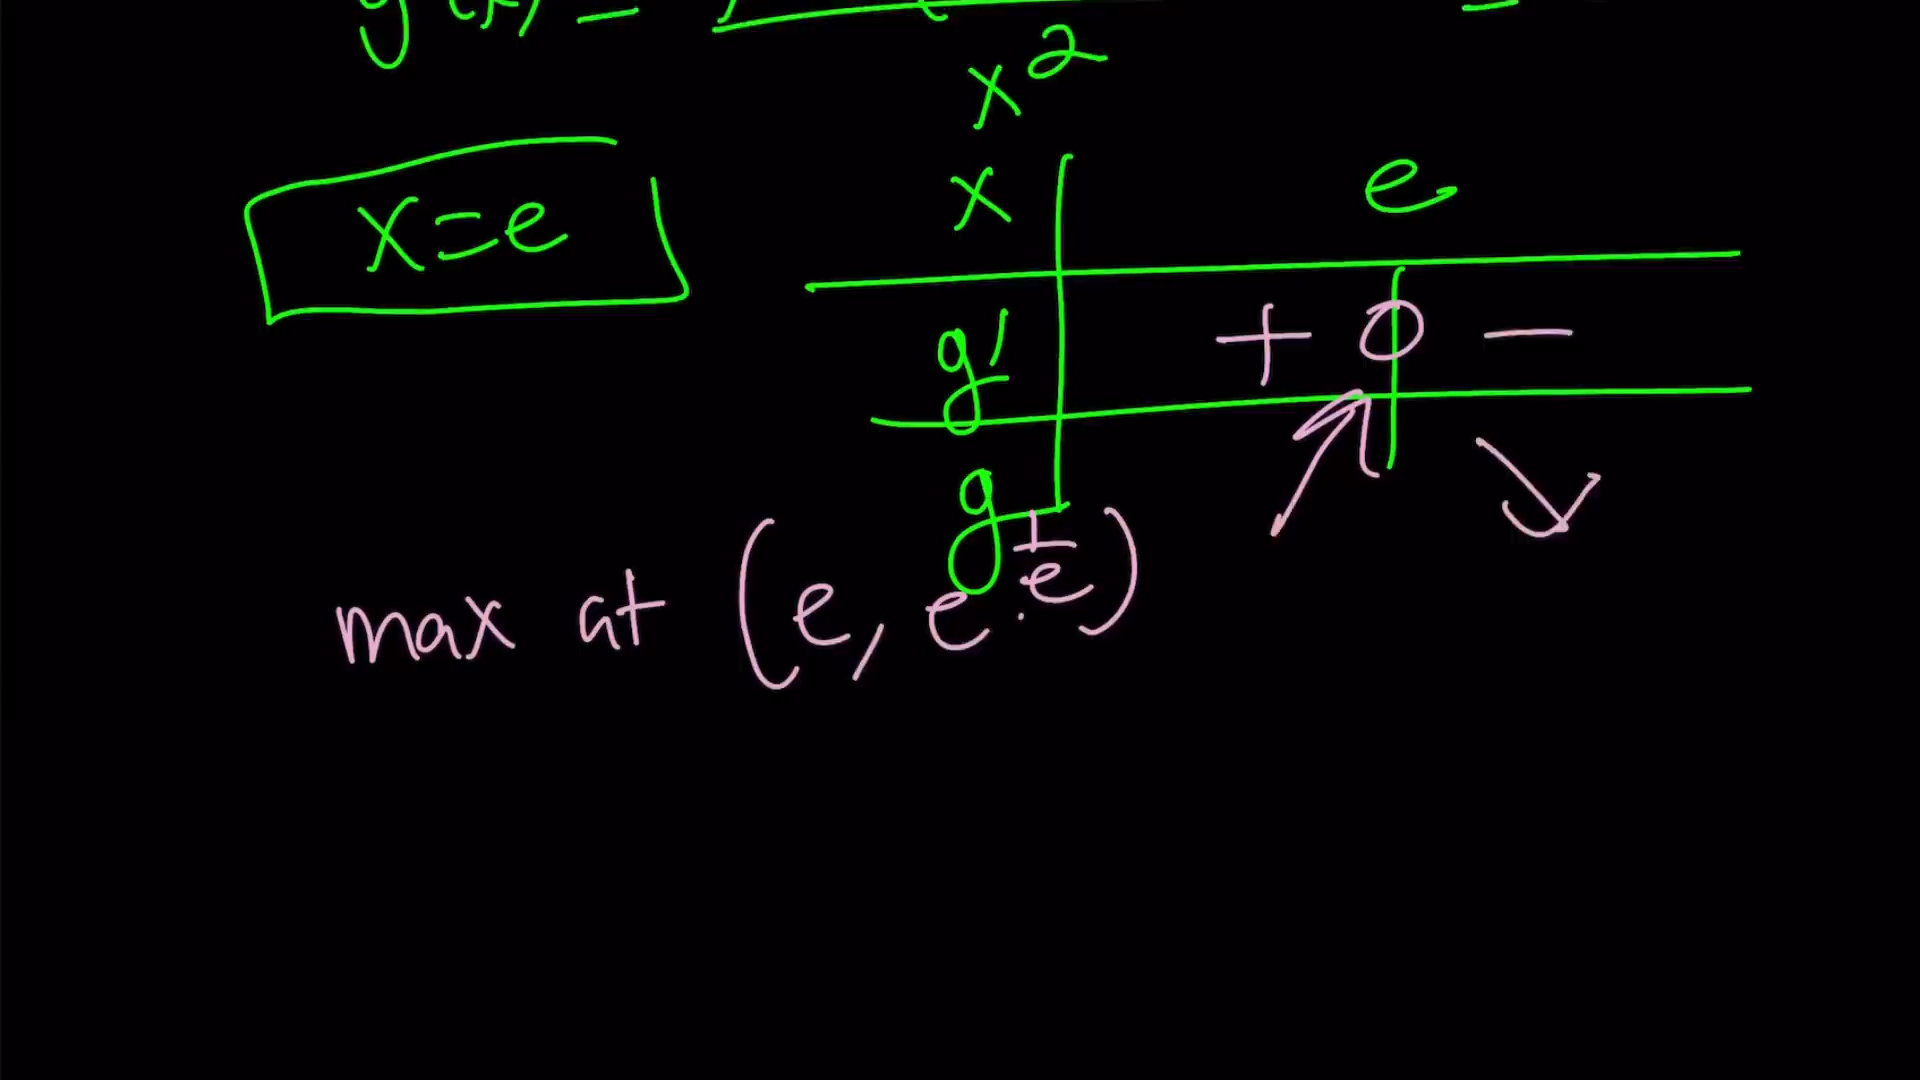 g'(x) =
x²
x e
x=e
g' + 0 -
g ↗ ↘
max at (e, e^{1/e})